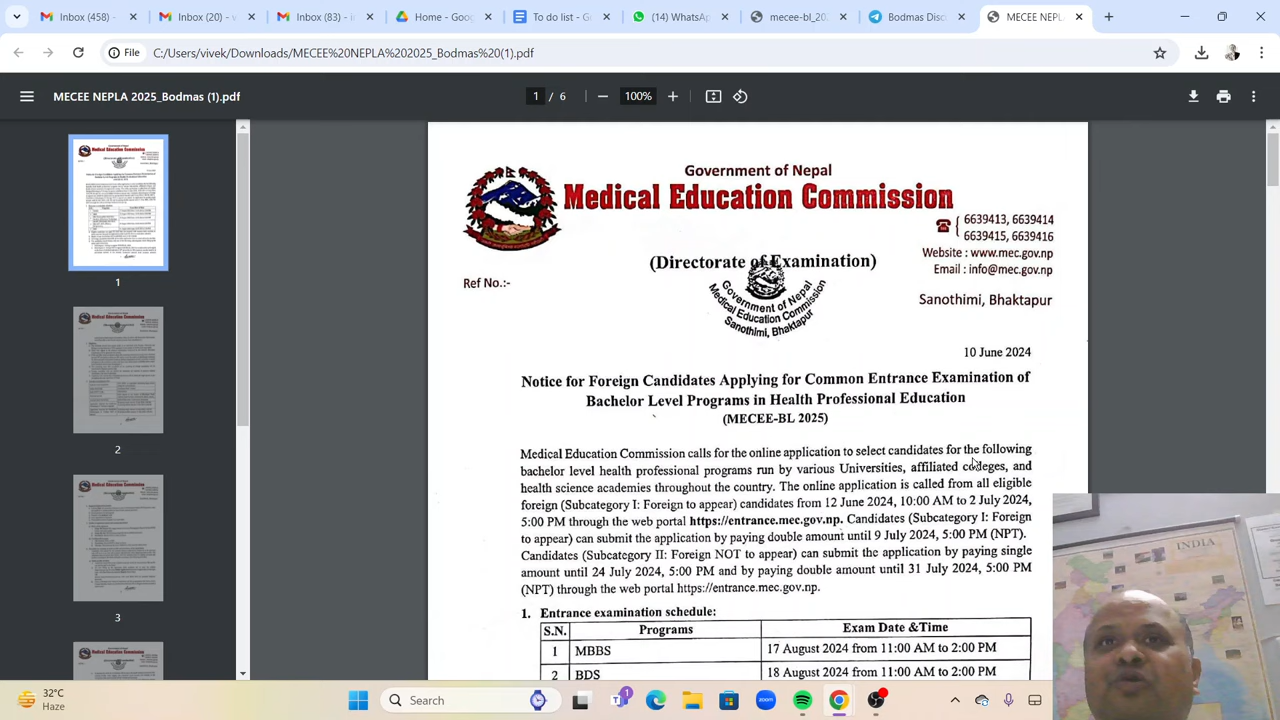 Inbox (458)
Inbox (20) -
Inbox (83) -
Home - Goog
To do list - G
(14) WhatsA
mecee-bl_20
Bodmas Disc
MECEE NEPL
File
C:/Users/vivek/Downloads/MECEE%20NEPLA%202025_Bodmas%20(1).pdf
MECEE NEPLA 2025_Bodmas (1).pdf
1 / 6
100%
1
2
3
Government of Nepal
Medical Education Commission
6639413, 6639414
6639415, 6639416
Website : www.mec.gov.np
Email : info@mec.gov.np
(Directorate of Examination)
Ref No.:-
Government of Nepal
Medical Education Commission
Sanothimi, Bhaktapur
Sanothimi, Bhaktapur
10 June 2024
Notice for Foreign Candidates Applying for Common Entrance Examination of
Bachelor Level Programs in Health Professional Education
(MECEE-BL 2025)
Medical Education Commission calls for the online application to select candidates for the following
bachelor level health professional programs run by various Universities, affiliated colleges, and
health science academies throughout the country. The online application is called from all eligible
foreign (Subcategory I: Foreign to appear) candidates from 12 June 2024, 10:00 AM to 2 July 2024,
5:00 PM through the web portal https://entrance.mec.gov.np. Candidates (Subcategory I: Foreign
to appear) can submit the application by paying double amount until 9 July 2024, 5:00 PM (NPT).
Candidates (Subcategory II: Foreign NOT to appear) can submit the application by paying single
amount until 24 July 2024, 5:00 PM and by paying double amount until 31 July 2024, 5:00 PM
(NPT) through the web portal https://entrance.mec.gov.np.
1. Entrance examination schedule:
S.N. Programs Exam Date &Time
1 MBBS 17 August 2024 from 11:00 AM to 2:00 PM
2 BDS 18 August 2024 from 11:00 AM to 2:00 PM
INDIA
32°C
Haze
Search
1
zoom